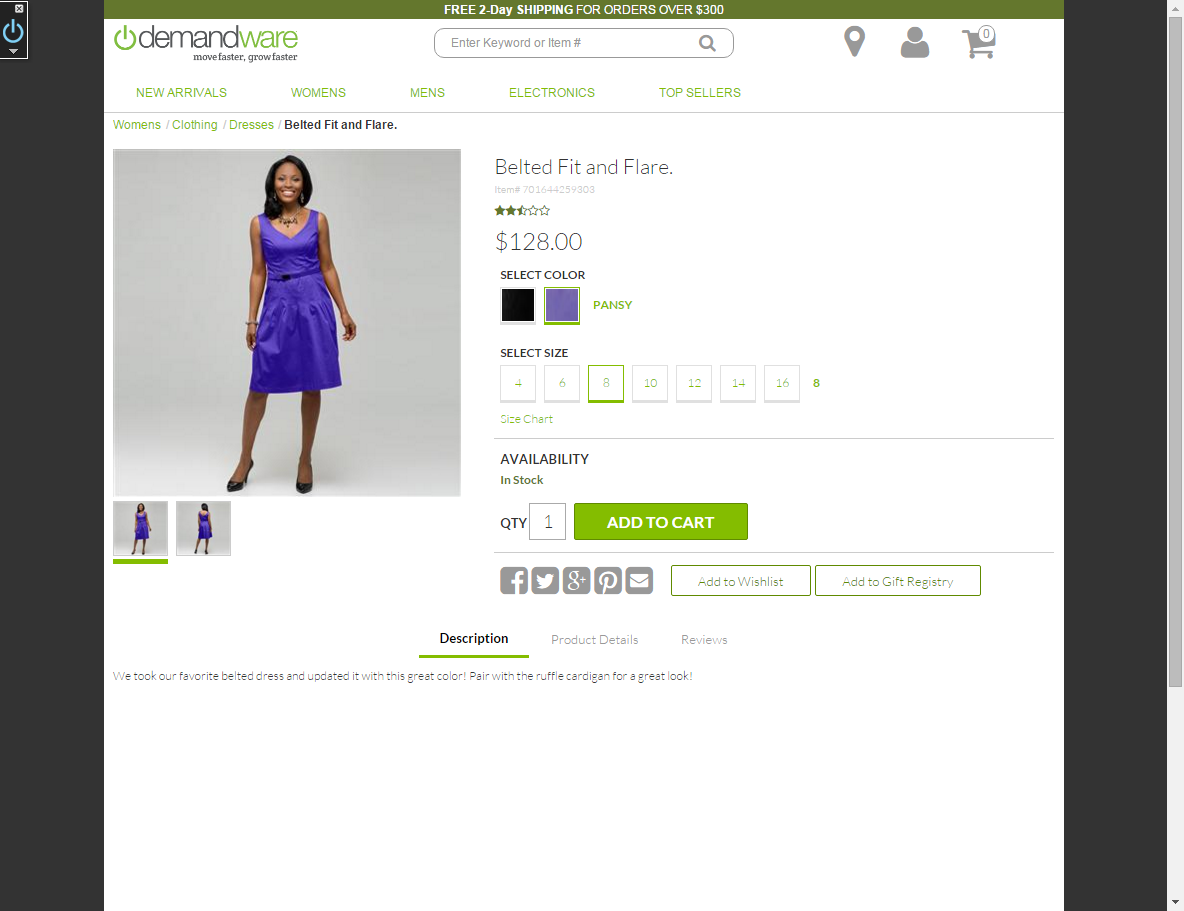 FREE 2-Day SHIPPING FOR ORDERS OVER $300
demandware
move faster, grow faster
Enter Keyword or Item #
0
NEW ARRIVALS WOMENS MENS ELECTRONICS TOP SELLERS
Womens / Clothing / Dresses / Belted Fit and Flare.
Belted Fit and Flare.
Item# 701644259303
$128.00
SELECT COLOR
PANSY
SELECT SIZE
4 6 8 10 12 14 16 8
Size Chart
AVAILABILITY
In Stock
QTY 1 ADD TO CART
Add to Wishlist Add to Gift Registry
Description Product Details Reviews
We took our favorite belted dress and updated it with this great color! Pair with the ruffle cardigan for a great look!